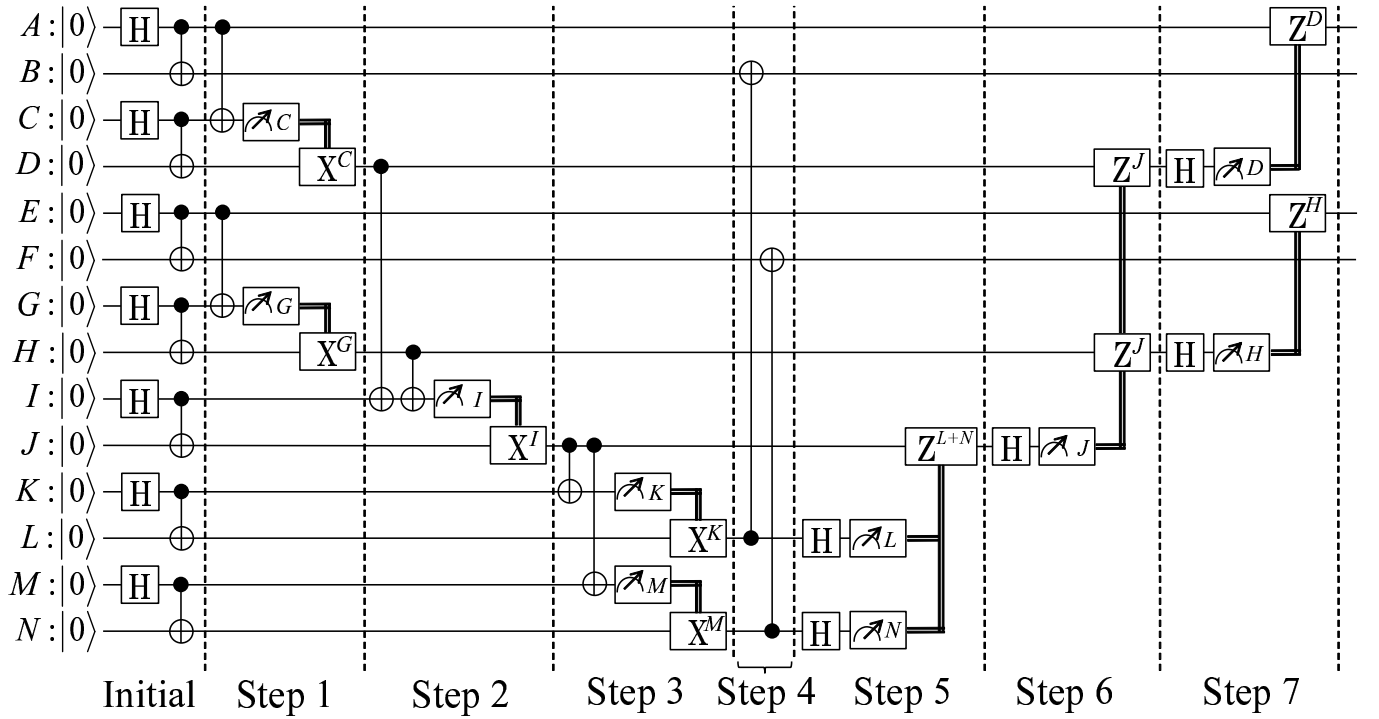 A:|0⟩ H Z^D
B:|0⟩
C:|0⟩ H C
D:|0⟩ X^C Z^J H D
E:|0⟩ H Z^H
F:|0⟩
G:|0⟩ H G
H:|0⟩ X^G Z^J H H
I:|0⟩ H I
J:|0⟩ X^I Z^{L+N} H J
K:|0⟩ H K
L:|0⟩ X^K H L
M:|0⟩ H M
N:|0⟩ X^M H N
Initial Step 1 Step 2 Step 3 Step 4 Step 5 Step 6 Step 7